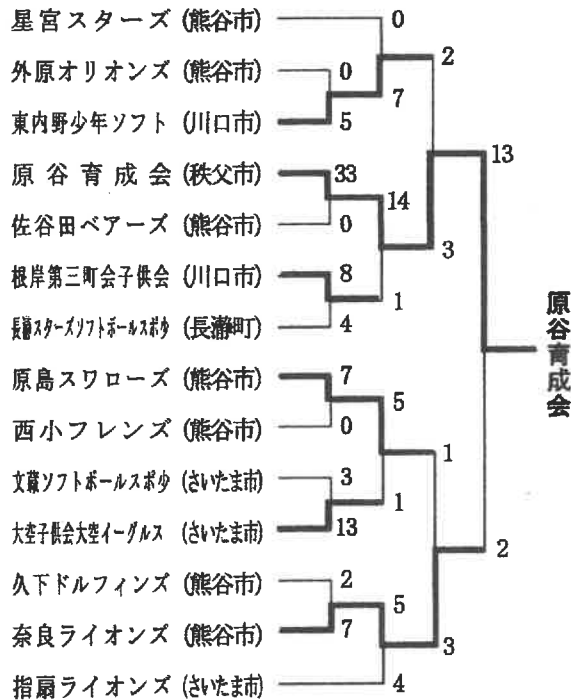 星宮スターズ (熊谷市)
0
2
外原オリオンズ (熊谷市)
0
7
東内野少年ソフト (川口市)
5
13
原谷育成会 (秩父市)
33
14
佐谷田ベアーズ (熊谷市)
0
3
根岸第三町会子供会 (川口市)
8
1
長瀞スターズソフトボールスポ少 (長瀞町)
4
原谷育成会
原島スワローズ (熊谷市)
7
5
西小フレンズ (熊谷市)
0
1
文蔵ソフトボールスポ少 (さいたま市)
3
1
大空子供会大空イーグルス (さいたま市)
13
2
久下ドルフィンズ (熊谷市)
2
5
奈良ライオンズ (熊谷市)
7
3
指扇ライオンズ (さいたま市)
4